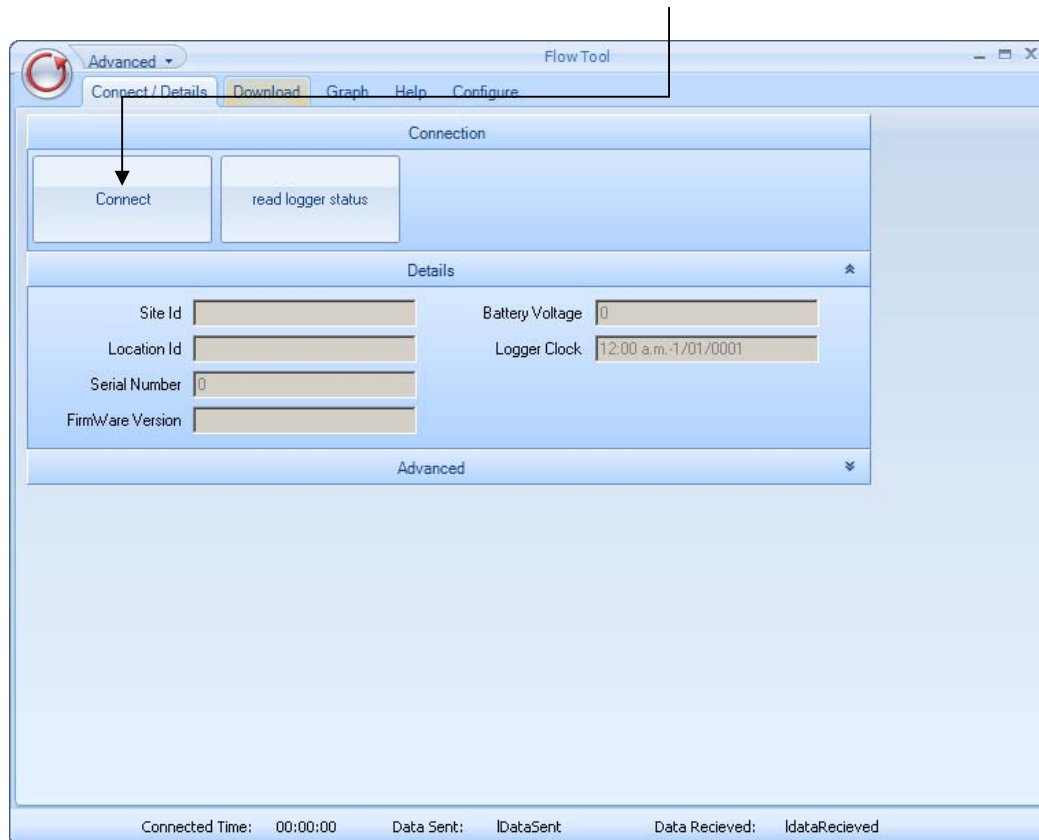 Advanced
Flow Tool
Connect / Details Download Graph Help Configure
Connection
Connect
read logger status
Details
Site Id
Battery Voltage 0
Location Id
Logger Clock 12:00 a.m.-1/01/0001
Serial Number 0
FirmWare Version
Advanced
Connected Time: 00:00:00 Data Sent: lDataSent Data Recieved: ldataRecieved